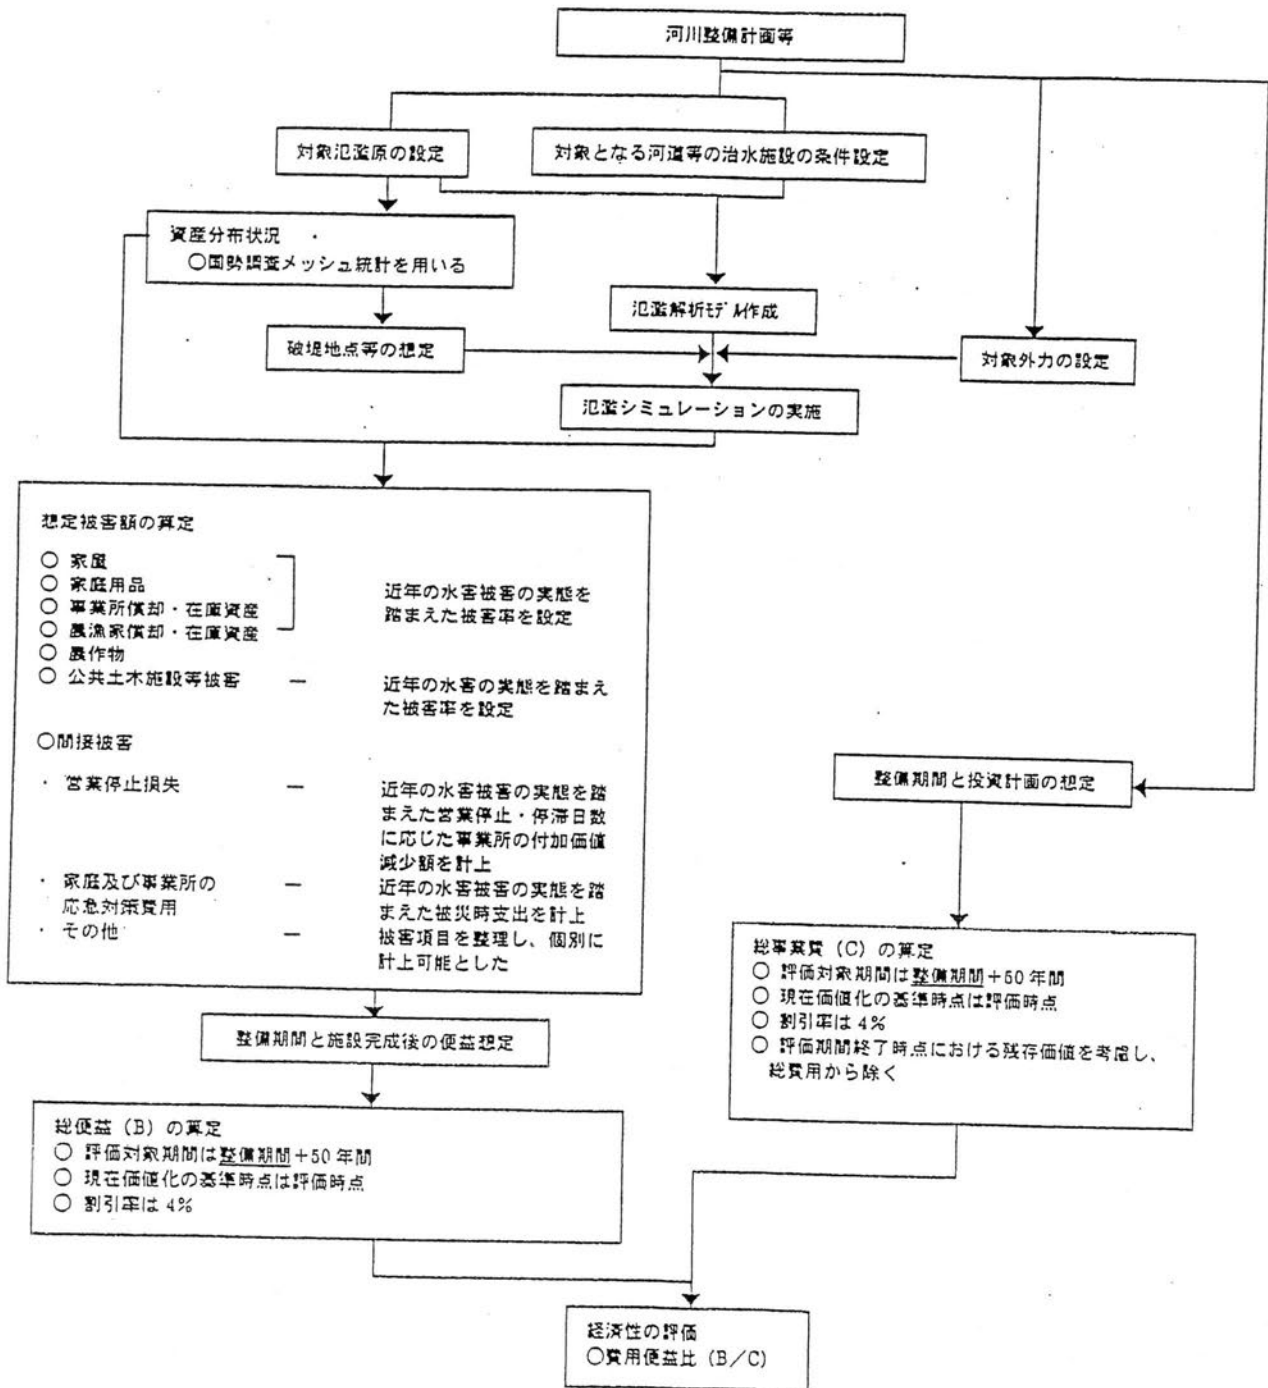 河川整備計画等
対象氾濫原の設定
対象となる河道等の治水施設の条件設定
資産分布状況
○国勢調査メッシュ統計を用いる
氾濫解析モデル作成
破堤地点等の想定
対象外力の設定
氾濫シミュレーションの実施
想定被害額の算定
○ 家屋
○ 家庭用品
○ 事業所償却・在庫資産
○ 農漁家償却・在庫資産
近年の水害被害の実態を
踏まえた被害率を設定
○ 農作物
○ 公共土木施設等被害 ―
近年の水害の実態を踏まえ
た被害率を設定
○間接被害
・ 営業停止損失 ―
近年の水害被害の実態を踏
まえた営業停止・停滞日数
に応じた事業所の付加価値
減少額を計上
・ 家庭及び事業所の
応急対策費用 ―
近年の水害被害の実態を踏
まえた被災時支出を計上
・ その他 ―
被害項目を整理し、個別に
計上可能とした
整備期間と投資計画の想定
総事業費（C）の算定
○ 評価対象期間は整備期間+50年間
○ 現在価値化の基準時点は評価時点
○ 割引率は4%
○ 評価期間終了時点における残存価値を考慮し、
総費用から除く
整備期間と施設完成後の便益想定
総便益（B）の算定
○ 評価対象期間は整備期間+50年間
○ 現在価値化の基準時点は評価時点
○ 割引率は4%
経済性の評価
○費用便益比（B／C）